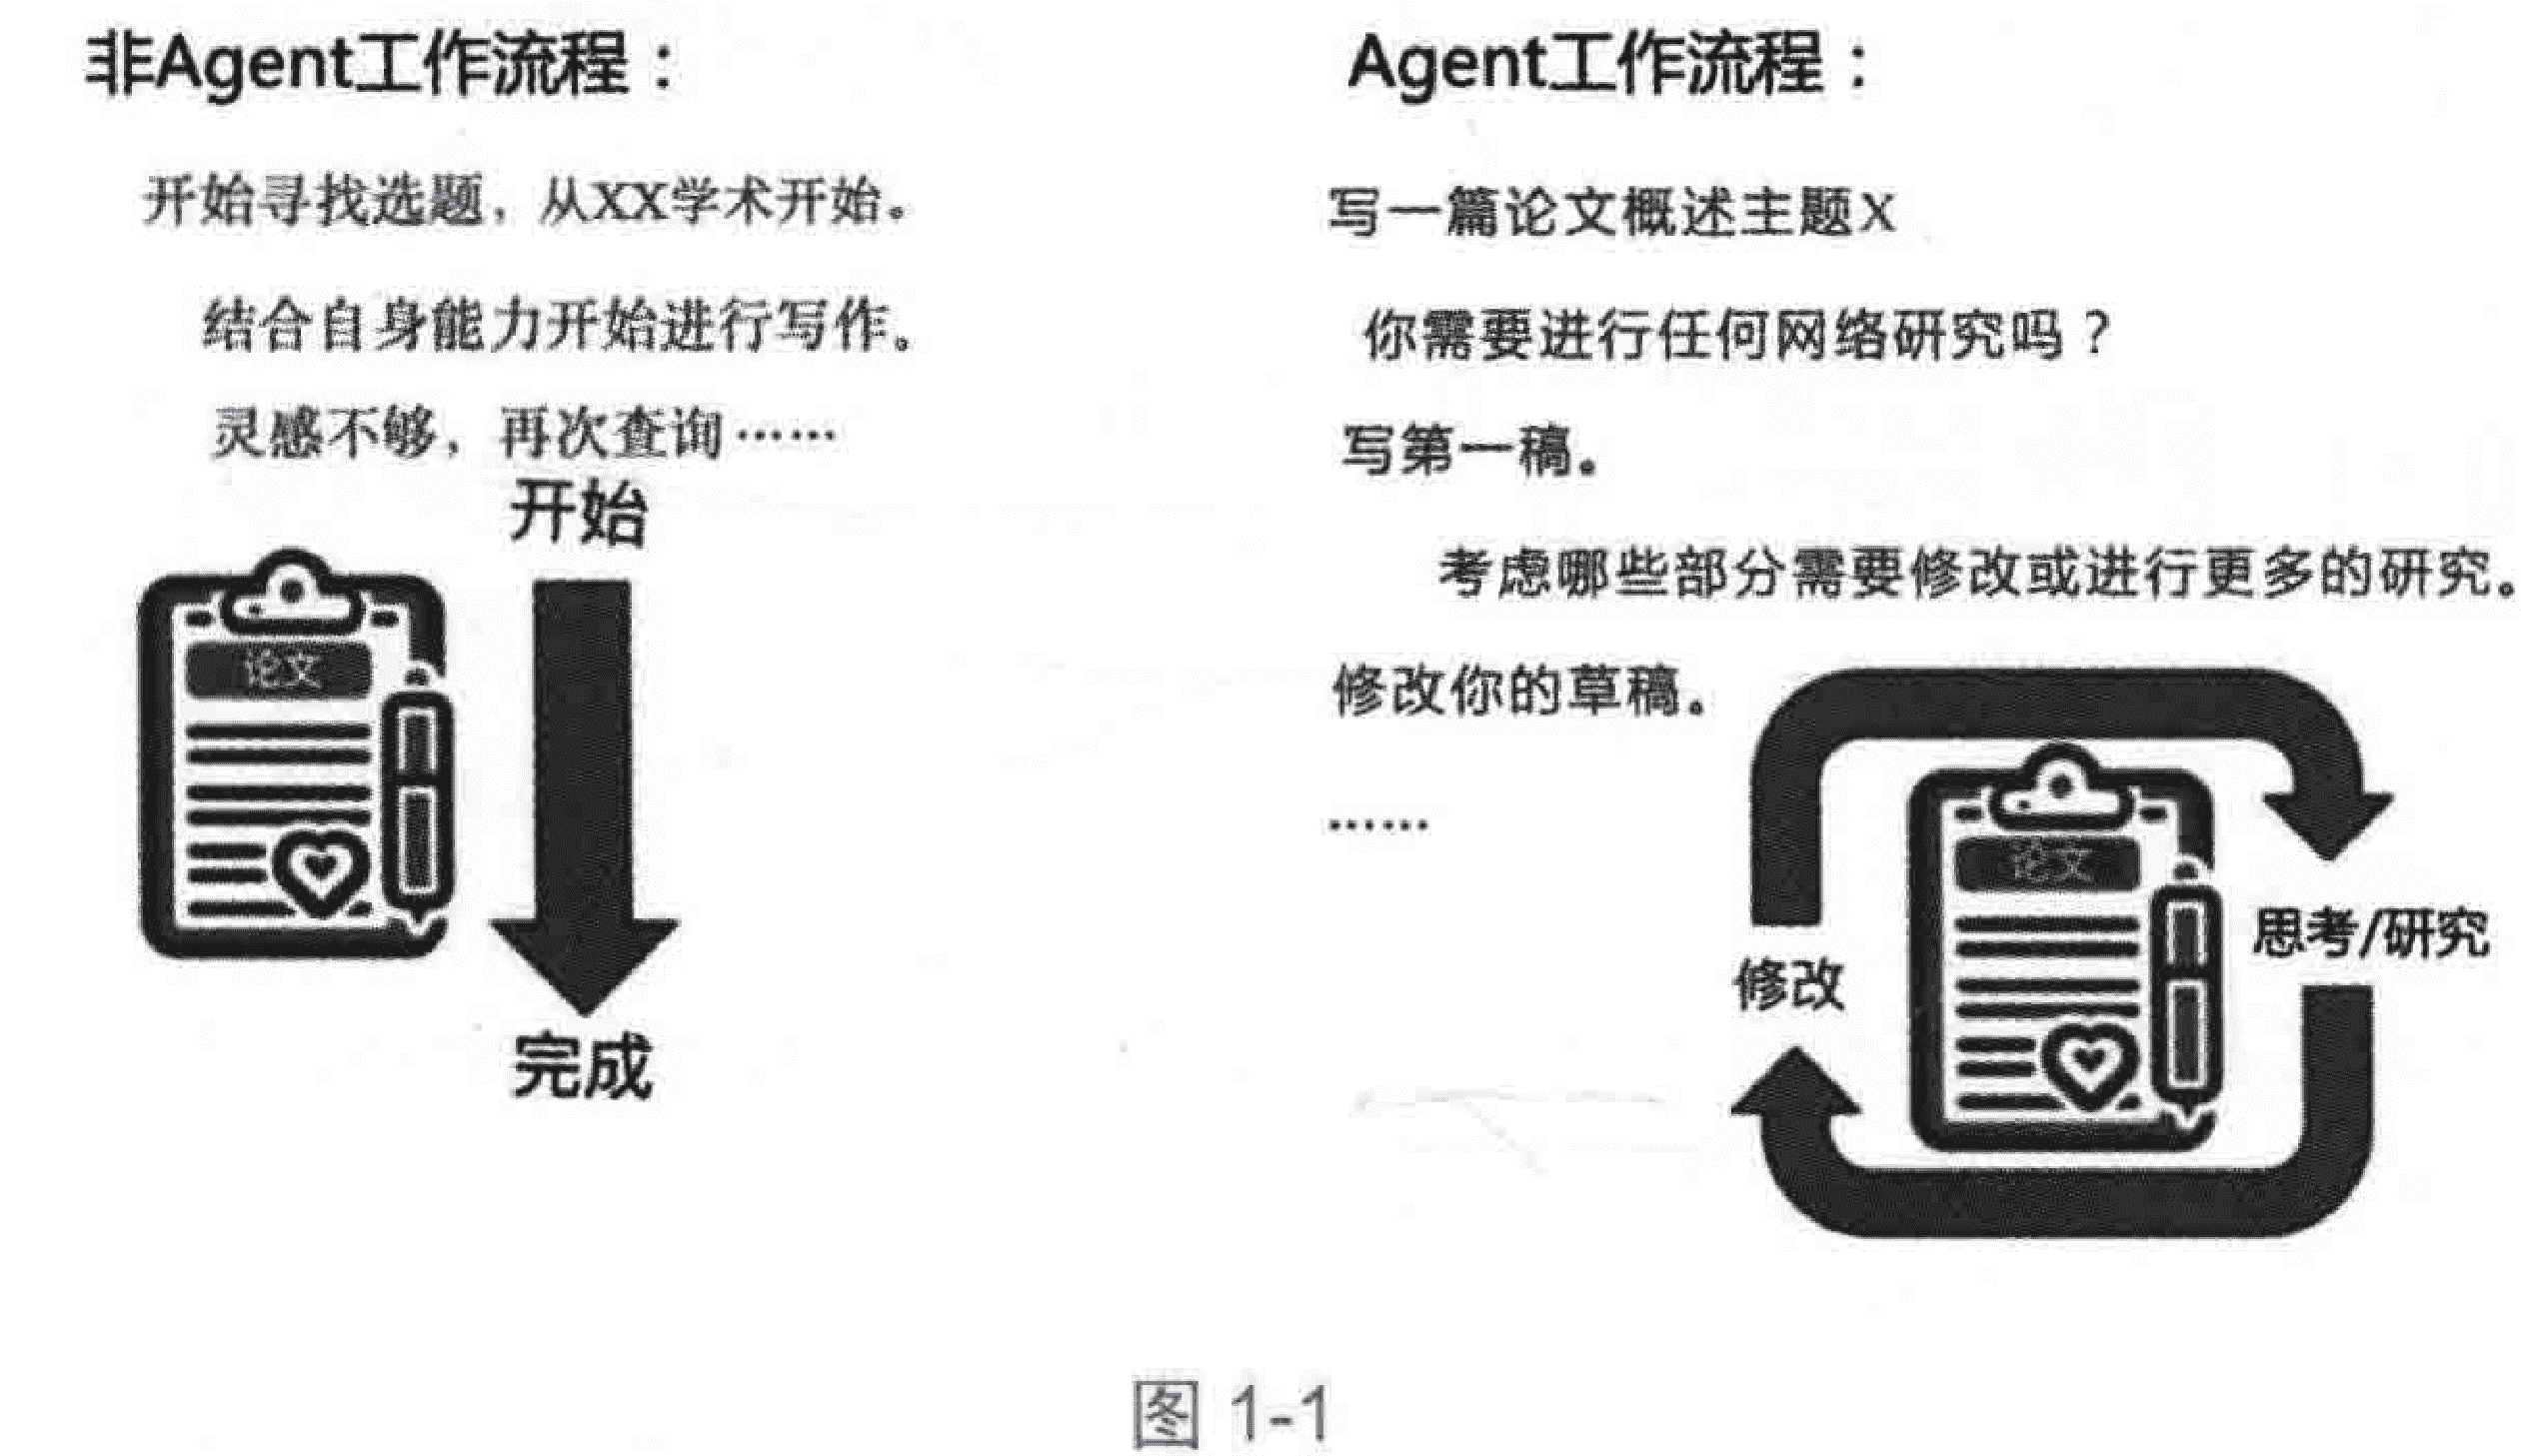 非Agent工作流程：
开始寻找选题，从XX学术开始。
结合自身能力开始进行写作。
灵感不够，再次查询……
开始
论文
完成
Agent工作流程：
写一篇论文概述主题X
你需要进行任何网络研究吗？
写第一稿。
考虑哪些部分需要修改或进行更多的研究。
修改你的草稿。
……
论文
思考/研究
修改
图 1-1